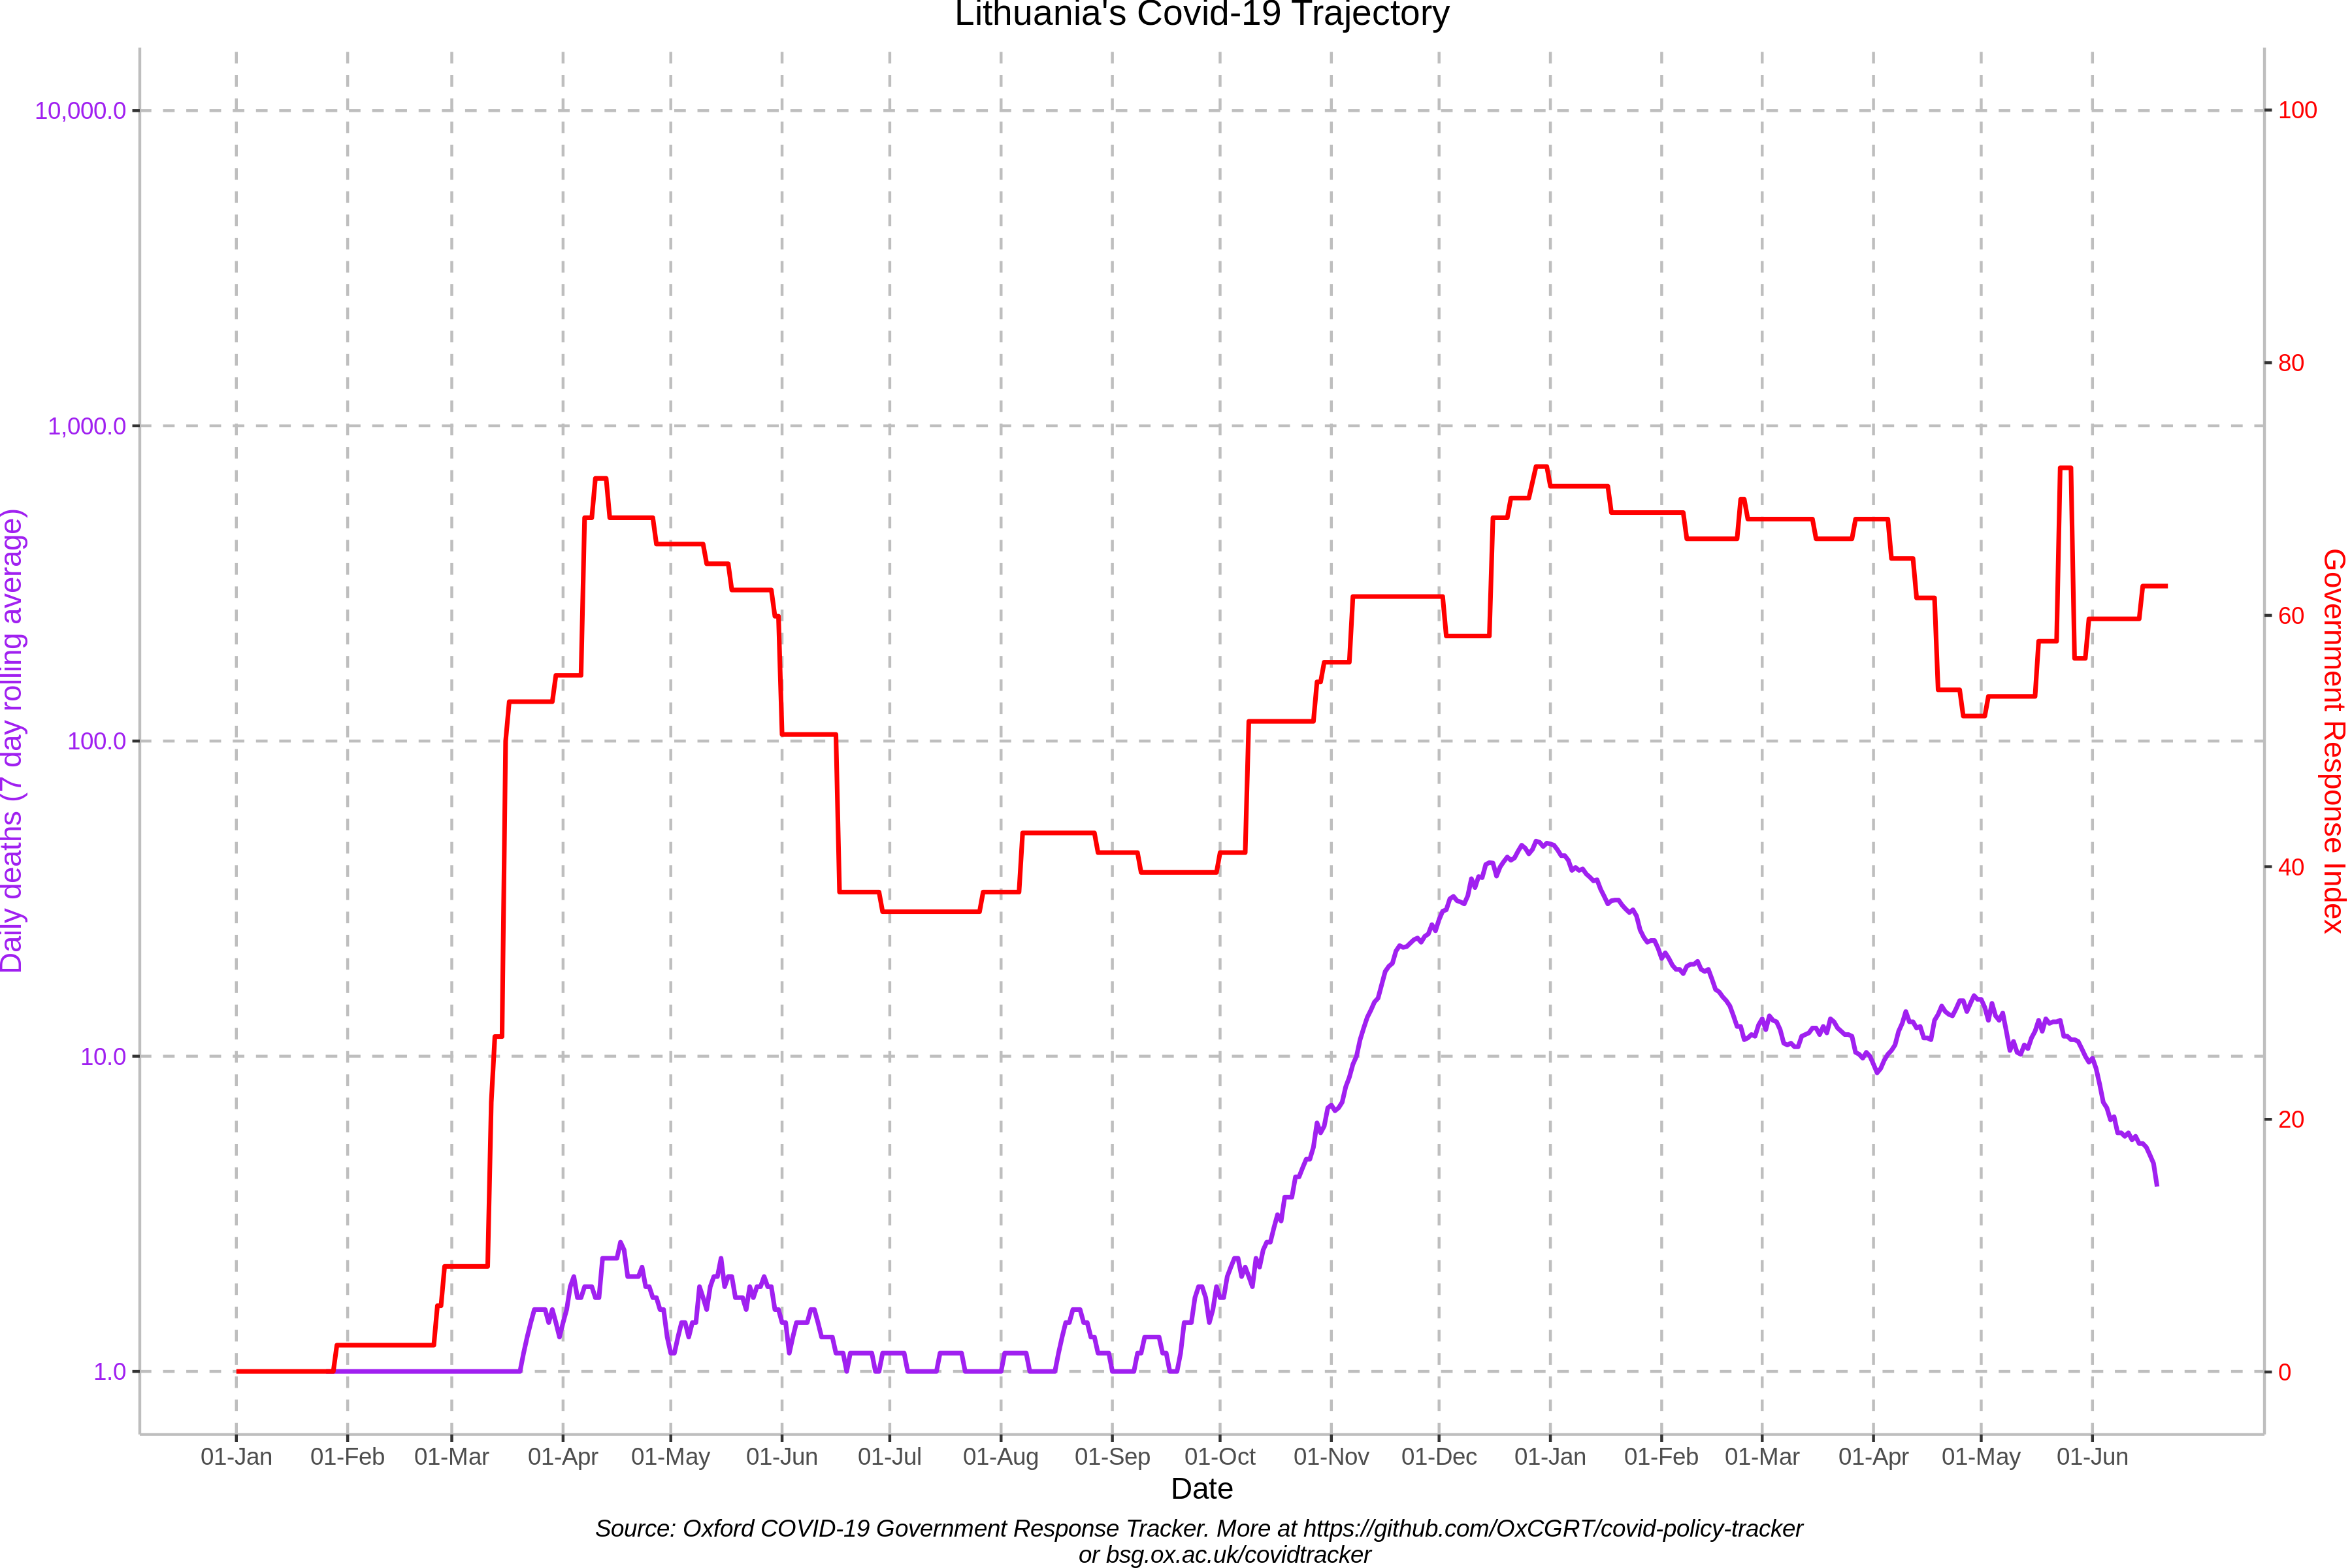 Lithuania's Covid-19 Trajectory
10,000.0
1,000.0
100.0
10.0
1.0
Daily deaths (7 day rolling average)
100
80
60
40
20
0
Government Response Index
01-Jan 01-Feb 01-Mar 01-Apr 01-May 01-Jun 01-Jul 01-Aug 01-Sep 01-Oct 01-Nov 01-Dec 01-Jan 01-Feb 01-Mar 01-Apr 01-May 01-Jun
Date
Source: Oxford COVID-19 Government Response Tracker. More at https://github.com/OxCGRT/covid-policy-tracker
or bsg.ox.ac.uk/covidtracker